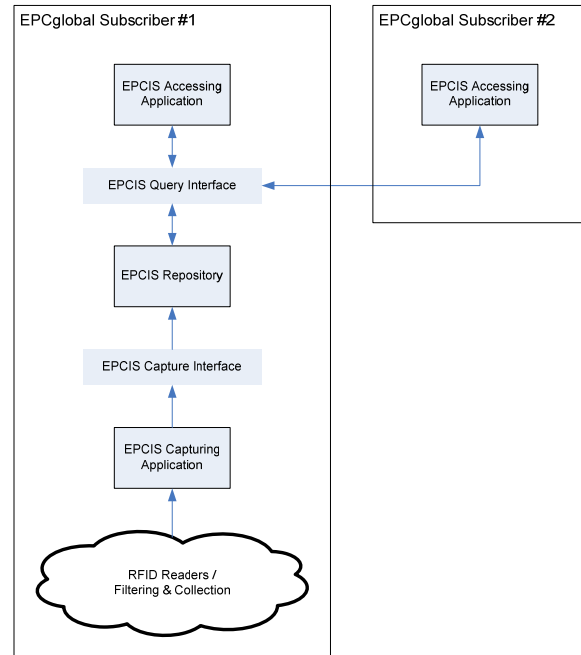 EPCglobal Subscriber #1
EPCIS Accessing
Application
EPCIS Query Interface
EPCIS Repository
EPCIS Capture Interface
EPCIS Capturing
Application
RFID Readers /
Filtering & Collection
EPCglobal Subscriber #2
EPCIS Accessing
Application